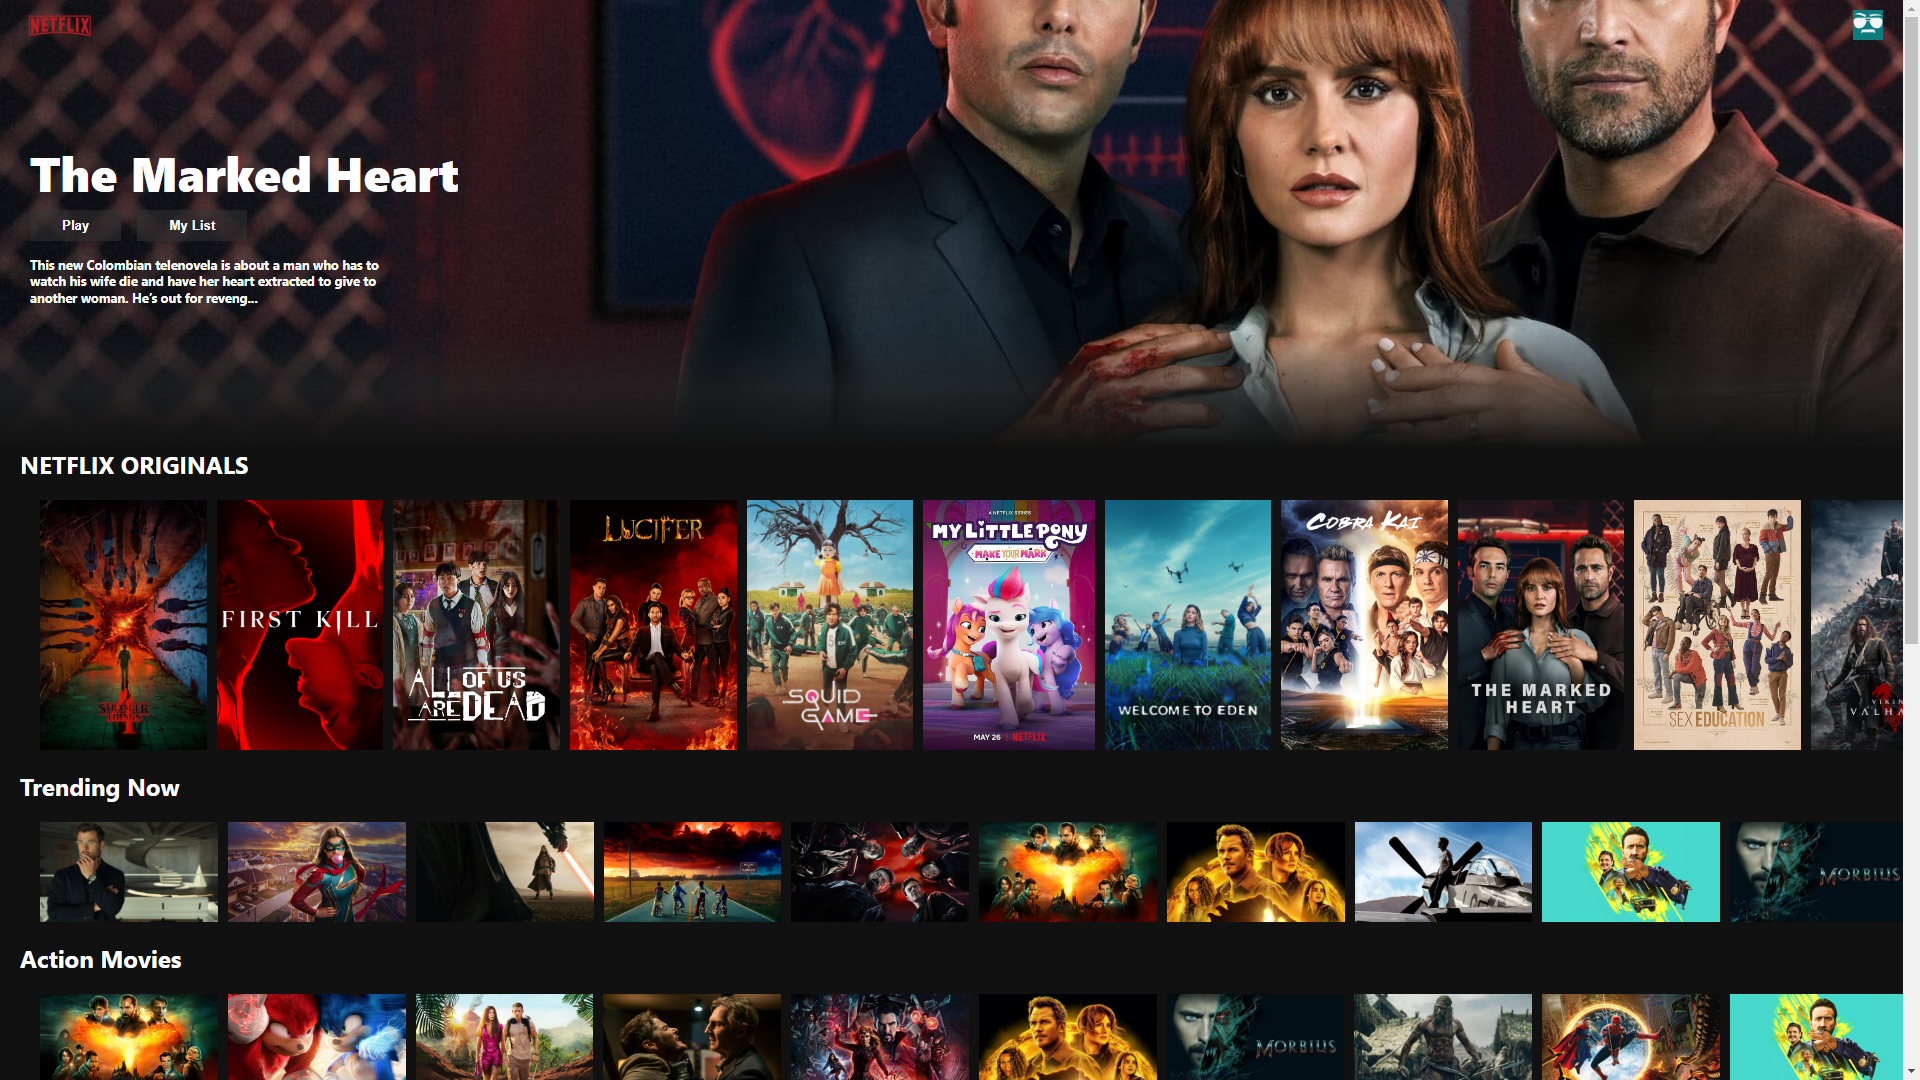 NETFLIX
The Marked Heart
Play
My List
This new Colombian telenovela is about a man who has to
watch his wife die and have her heart extracted to give to
another woman. He's out for reveng...
NETFLIX ORIGINALS
STRANGER
THINGS
4
FIRST KILL
ALL OF US
ARE DEAD
LUCIFER
SQUID
GAME
A NETFLIX SERIES
MY LITTLE PONY
MAKE YOUR MARK
MAY 26 | NETFLIX
WELCOME TO EDEN
COBRA KAI
THE MARKED
HEART
SEX EDUCATION
Trending Now
MORBIUS
Action Movies
MORBIUS